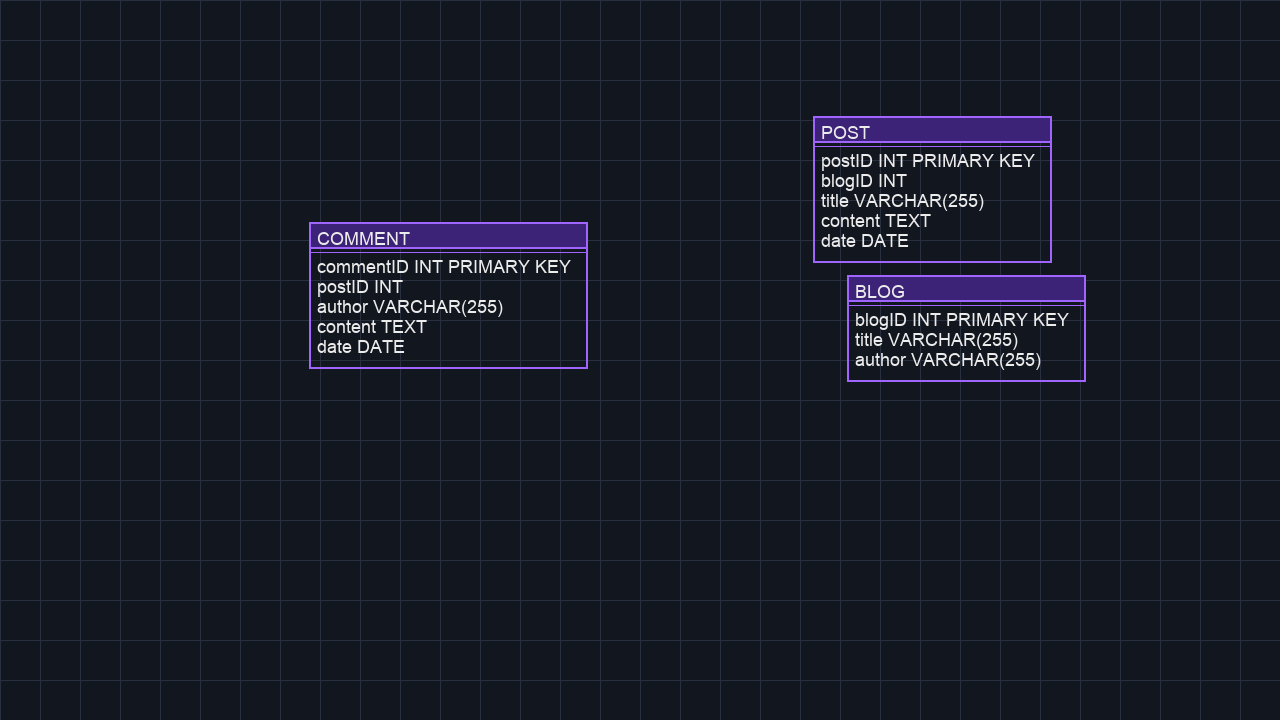 POST
postID INT PRIMARY KEY
blogID INT
title VARCHAR(255)
content TEXT
date DATE
COMMENT
commentID INT PRIMARY KEY
postID INT
author VARCHAR(255)
content TEXT
date DATE
BLOG
blogID INT PRIMARY KEY
title VARCHAR(255)
author VARCHAR(255)